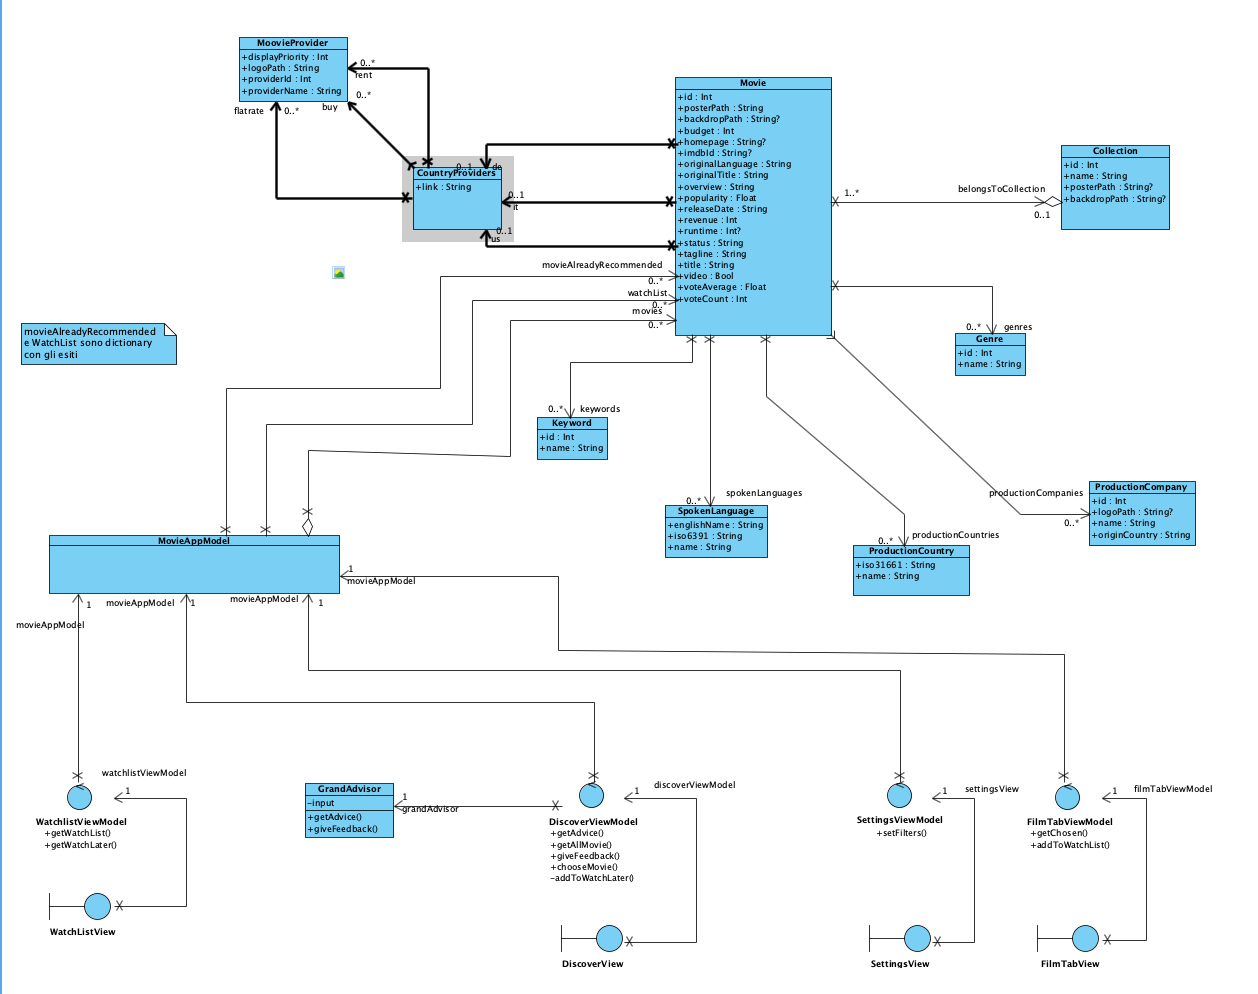 MoovieProvider
+displayPriority : Int
+logoPath : String
+providerId : Int
+providerName : String
0..*
rent
0..*
buy
flatrate
0..*
CountryProviders
+link : String
0..1
de
0..1
it
0..1
us
Movie
+id : Int
+posterPath : String
+backdropPath : String?
+budget : Int
+homepage : String?
+imdbId : String?
+originalLanguage : String
+originalTitle : String
+overview : String
+popularity : Float
+releaseDate : String
+revenue : Int
+runtime : Int?
+status : String
+tagline : String
+title : String
+video : Bool
+voteAverage : Float
+voteCount : Int
Collection
+id : Int
+name : String
+posterPath : String?
+backdropPath : String?
1..*
belongsToCollection
0..1
movieAlreadyRecommended
0..*
watchList
0..*
movies
0..*
movieAlreadyRecommended
e WatchList sono dictionary
con gli esiti
0..*
genres
Genre
+id : Int
+name : String
0..*
keywords
Keyword
+id : Int
+name : String
spokenLanguages
0..*
SpokenLanguage
+englishName : String
+iso6391 : String
+name : String
productionCountries
0..*
ProductionCountry
+iso31661 : String
+name : String
productionCompanies
0..*
ProductionCompany
+id : Int
+logoPath : String?
+name : String
+originCountry : String
MovieAppModel
1
movieAppModel
1
movieAppModel
movieAppModel
1
movieAppModel
1
watchlistViewModel
1
WatchlistViewModel
+getWatchList()
+getWatchLater()
WatchListView
GrandAdvisor
-input
+getAdvice()
+giveFeedback()
1
grandAdvisor
discoverViewModel
1
DiscoverViewModel
+getAdvice()
+getAllMovie()
+giveFeedback()
+chooseMovie()
-addToWatchLater()
DiscoverView
settingsView
1
SettingsViewModel
+setFilters()
SettingsView
filmTabViewModel
1
FilmTabViewModel
+getChosen()
+addToWatchList()
FilmTabView